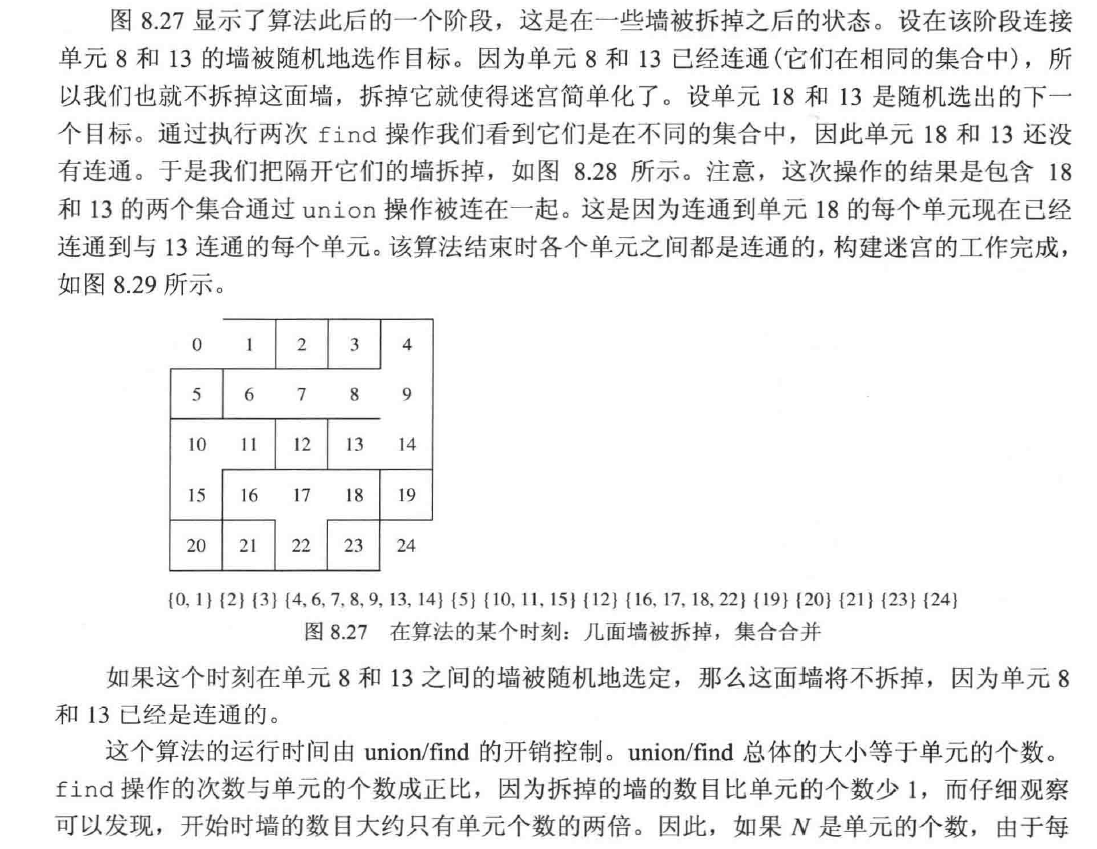 图 8.27 显示了算法此后的一个阶段，这是在一些墙被拆掉之后的状态。设在该阶段连接
单元 8 和 13 的墙被随机地选作目标。因为单元 8 和 13 已经连通(它们在相同的集合中)，所
以我们也就不拆掉这面墙，拆掉它就使得迷宫简单化了。设单元 18 和 13 是随机选出的下一
个目标。通过执行两次 find 操作我们看到它们是在不同的集合中，因此单元 18 和 13 还没
有连通。于是我们把隔开它们的墙拆掉，如图 8.28 所示。注意，这次操作的结果是包含 18
和 13 的两个集合通过 union 操作被连在一起。这是因为连通到单元 18 的每个单元现在已经
连通到与 13 连通的每个单元。该算法结束时各个单元之间都是连通的，构建迷宫的工作完成，
如图 8.29 所示。
0 1 2 3 4
5 6 7 8 9
10 11 12 13 14
15 16 17 18 19
20 21 22 23 24
{0, 1} {2} {3} {4, 6, 7, 8, 9, 13, 14} {5} {10, 11, 15} {12} {16, 17, 18, 22} {19} {20} {21} {23} {24}
图 8.27 在算法的某个时刻：几面墙被拆掉，集合合并
如果这个时刻在单元 8 和 13 之间的墙被随机地选定，那么这面墙将不拆掉，因为单元 8
和 13 已经是连通的。
这个算法的运行时间由 union/find 的开销控制。union/find 总体的大小等于单元的个数。
find 操作的次数与单元的个数成正比，因为拆掉的墙的数目比单元的个数少 1，而仔细观察
可以发现，开始时墙的数目大约只有单元个数的两倍。因此，如果 N 是单元的个数，由于每